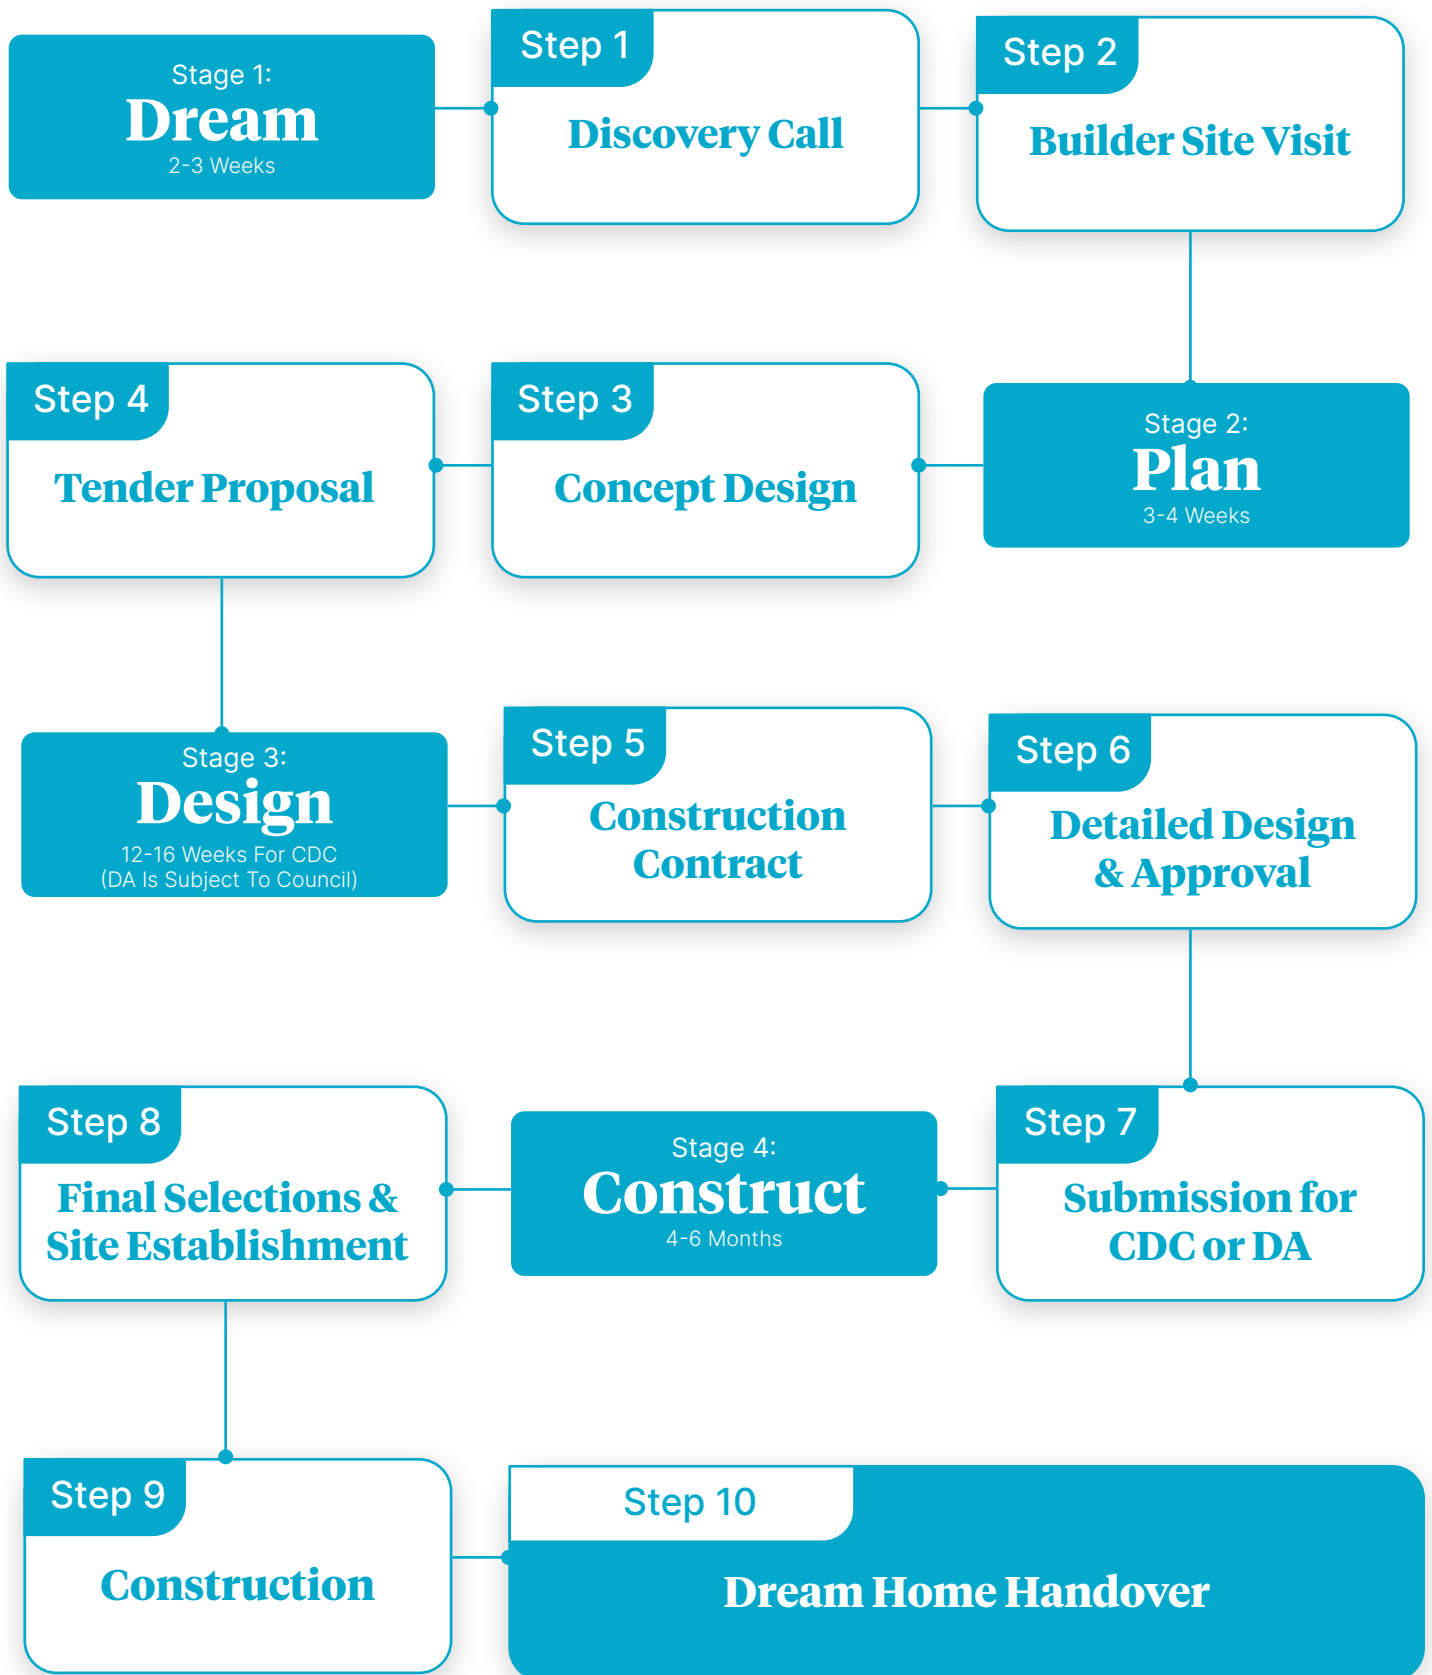 Stage 1:
Dream
2-3 Weeks
Step 1
Discovery Call
Step 2
Builder Site Visit
Stage 2:
Plan
3-4 Weeks
Step 3
Concept Design
Step 4
Tender Proposal
Stage 3:
Design
12-16 Weeks For CDC
(DA Is Subject To Council)
Step 5
Construction
Contract
Step 6
Detailed Design
& Approval
Step 7
Submission for
CDC or DA
Stage 4:
Construct
4-6 Months
Step 8
Final Selections &
Site Establishment
Step 9
Construction
Step 10
Dream Home Handover